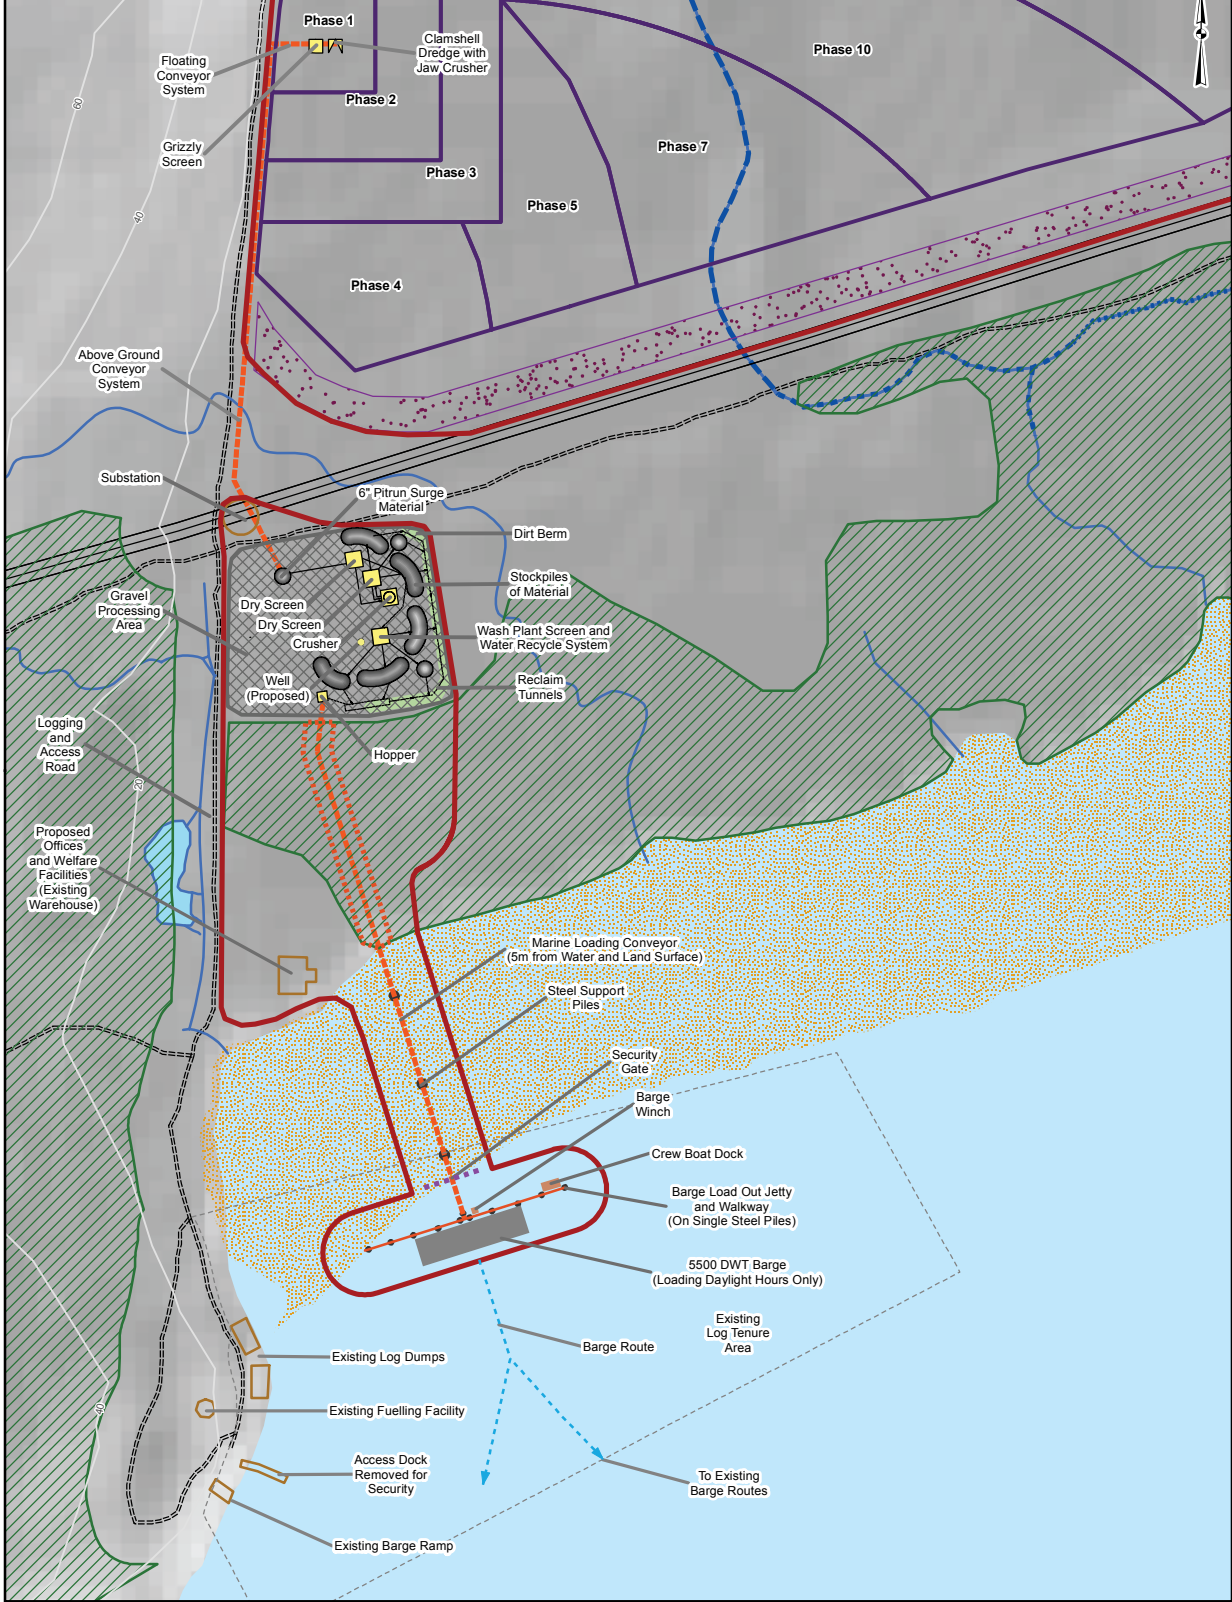 Phase 1
Clamshell
Dredge with
Jaw Crusher
Phase 10
Floating
Conveyor
System
60
Phase 2
Grizzly
Screen
Phase 7
Phase 3
Phase 5
40
Phase 4
Above Ground
Conveyor
System
Substation
6" Pitrun Surge
Material
Dirt Berm
Stockpiles
of Material
Gravel
Processing
Area
Dry Screen
Dry Screen
Crusher
Wash Plant Screen and
Water Recycle System
Well
(Proposed)
Reclaim
Tunnels
Logging
and
Access
Road
Hopper
20
Proposed
Offices
and Welfare
Facilities
(Existing
Warehouse)
Marine Loading Conveyor
(5m from Water and Land Surface)
Steel Support
Piles
Security
Gate
Barge
Winch
Crew Boat Dock
Barge Load Out Jetty
and Walkway
(On Single Steel Piles)
5500 DWT Barge
(Loading Daylight Hours Only)
Existing
Log Tenure
Area
Barge Route
Existing Log Dumps
40
Existing Fuelling Facility
Access Dock
Removed for
Security
To Existing
Barge Routes
Existing Barge Ramp